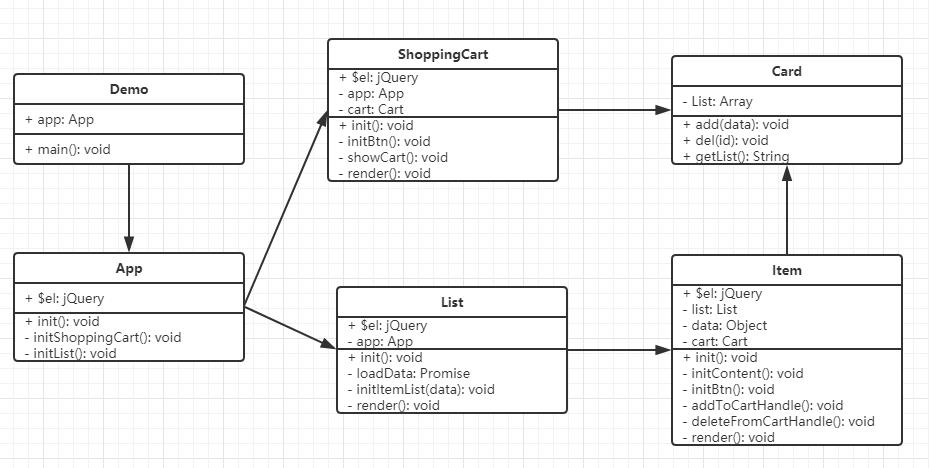 Demo
+ app: App
+ main(): void
ShoppingCart
+ $el: jQuery
- app: App
- cart: Cart
+ init(): void
- initBtn(): void
- showCart(): void
- render(): void
Card
- List: Array
+ add(data): void
+ del(id): void
+ getList(): String
App
+ $el: jQuery
+ init(): void
- initShoppingCart(): void
- initList(): void
List
+ $el: jQuery
- app: App
+ init(): void
- loadData: Promise
- initItemList(data): void
- render(): void
Item
+ $el: jQuery
- list: List
- data: Object
- cart: Cart
+ init(): void
- initContent(): void
- initBtn(): void
- addToCartHandle(): void
- deleteFromCartHandle(): void
- render(): void